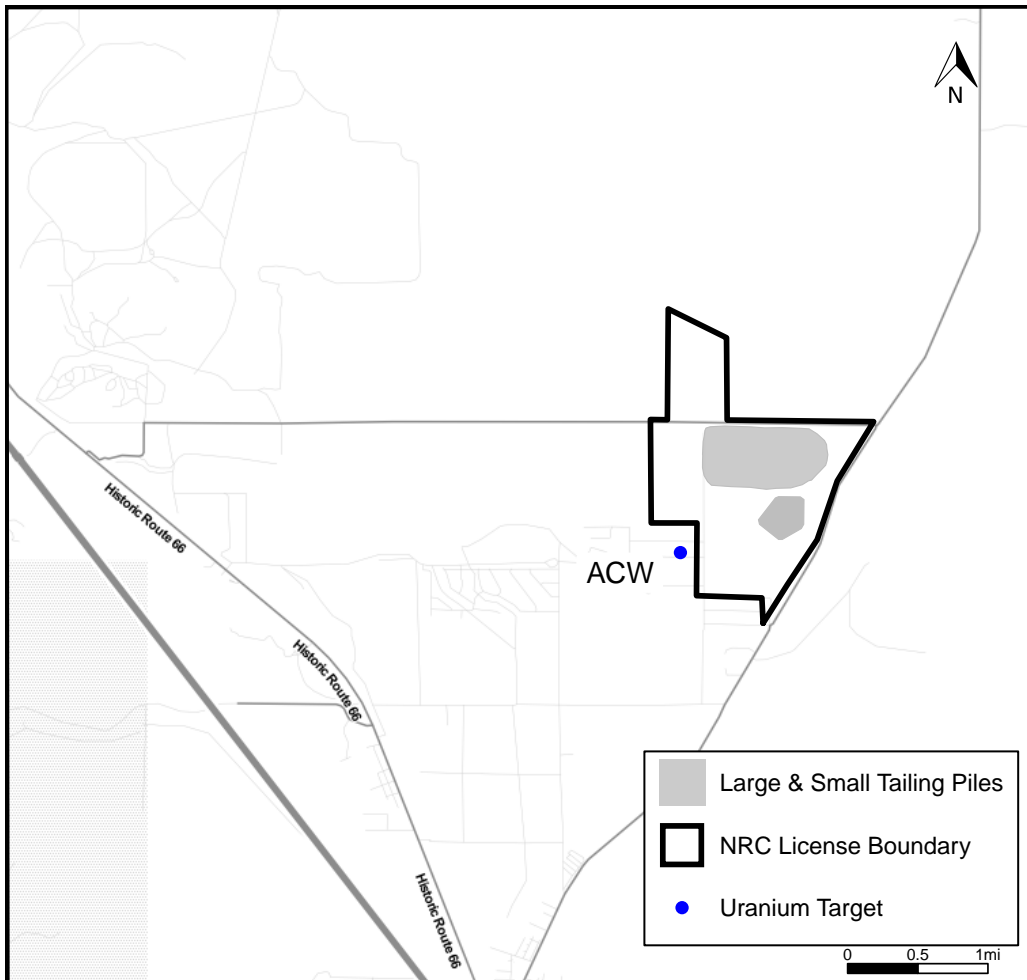 N
Historic Route 66
ACW
Historic Route 66
Historic Route 66
Large & Small Tailing Piles
NRC License Boundary
Uranium Target
0 0.5 1mi